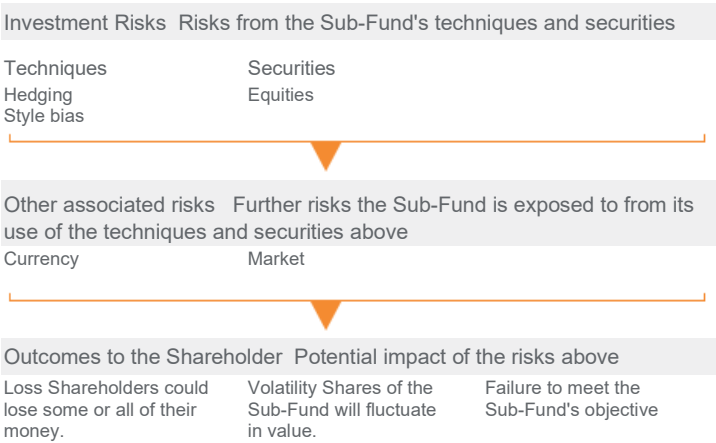 Investment Risks Risks from the Sub-Fund's techniques and securities
Techniques
Securities
Hedging
Equities
Style bias
Other associated risks Further risks the Sub-Fund is exposed to from its
use of the techniques and securities above
Currency
Market
Outcomes to the Shareholder Potential impact of the risks above
Loss Shareholders could
lose some or all of their
money.
Volatility Shares of the
Sub-Fund will fluctuate
in value.
Failure to meet the
Sub-Fund's objective